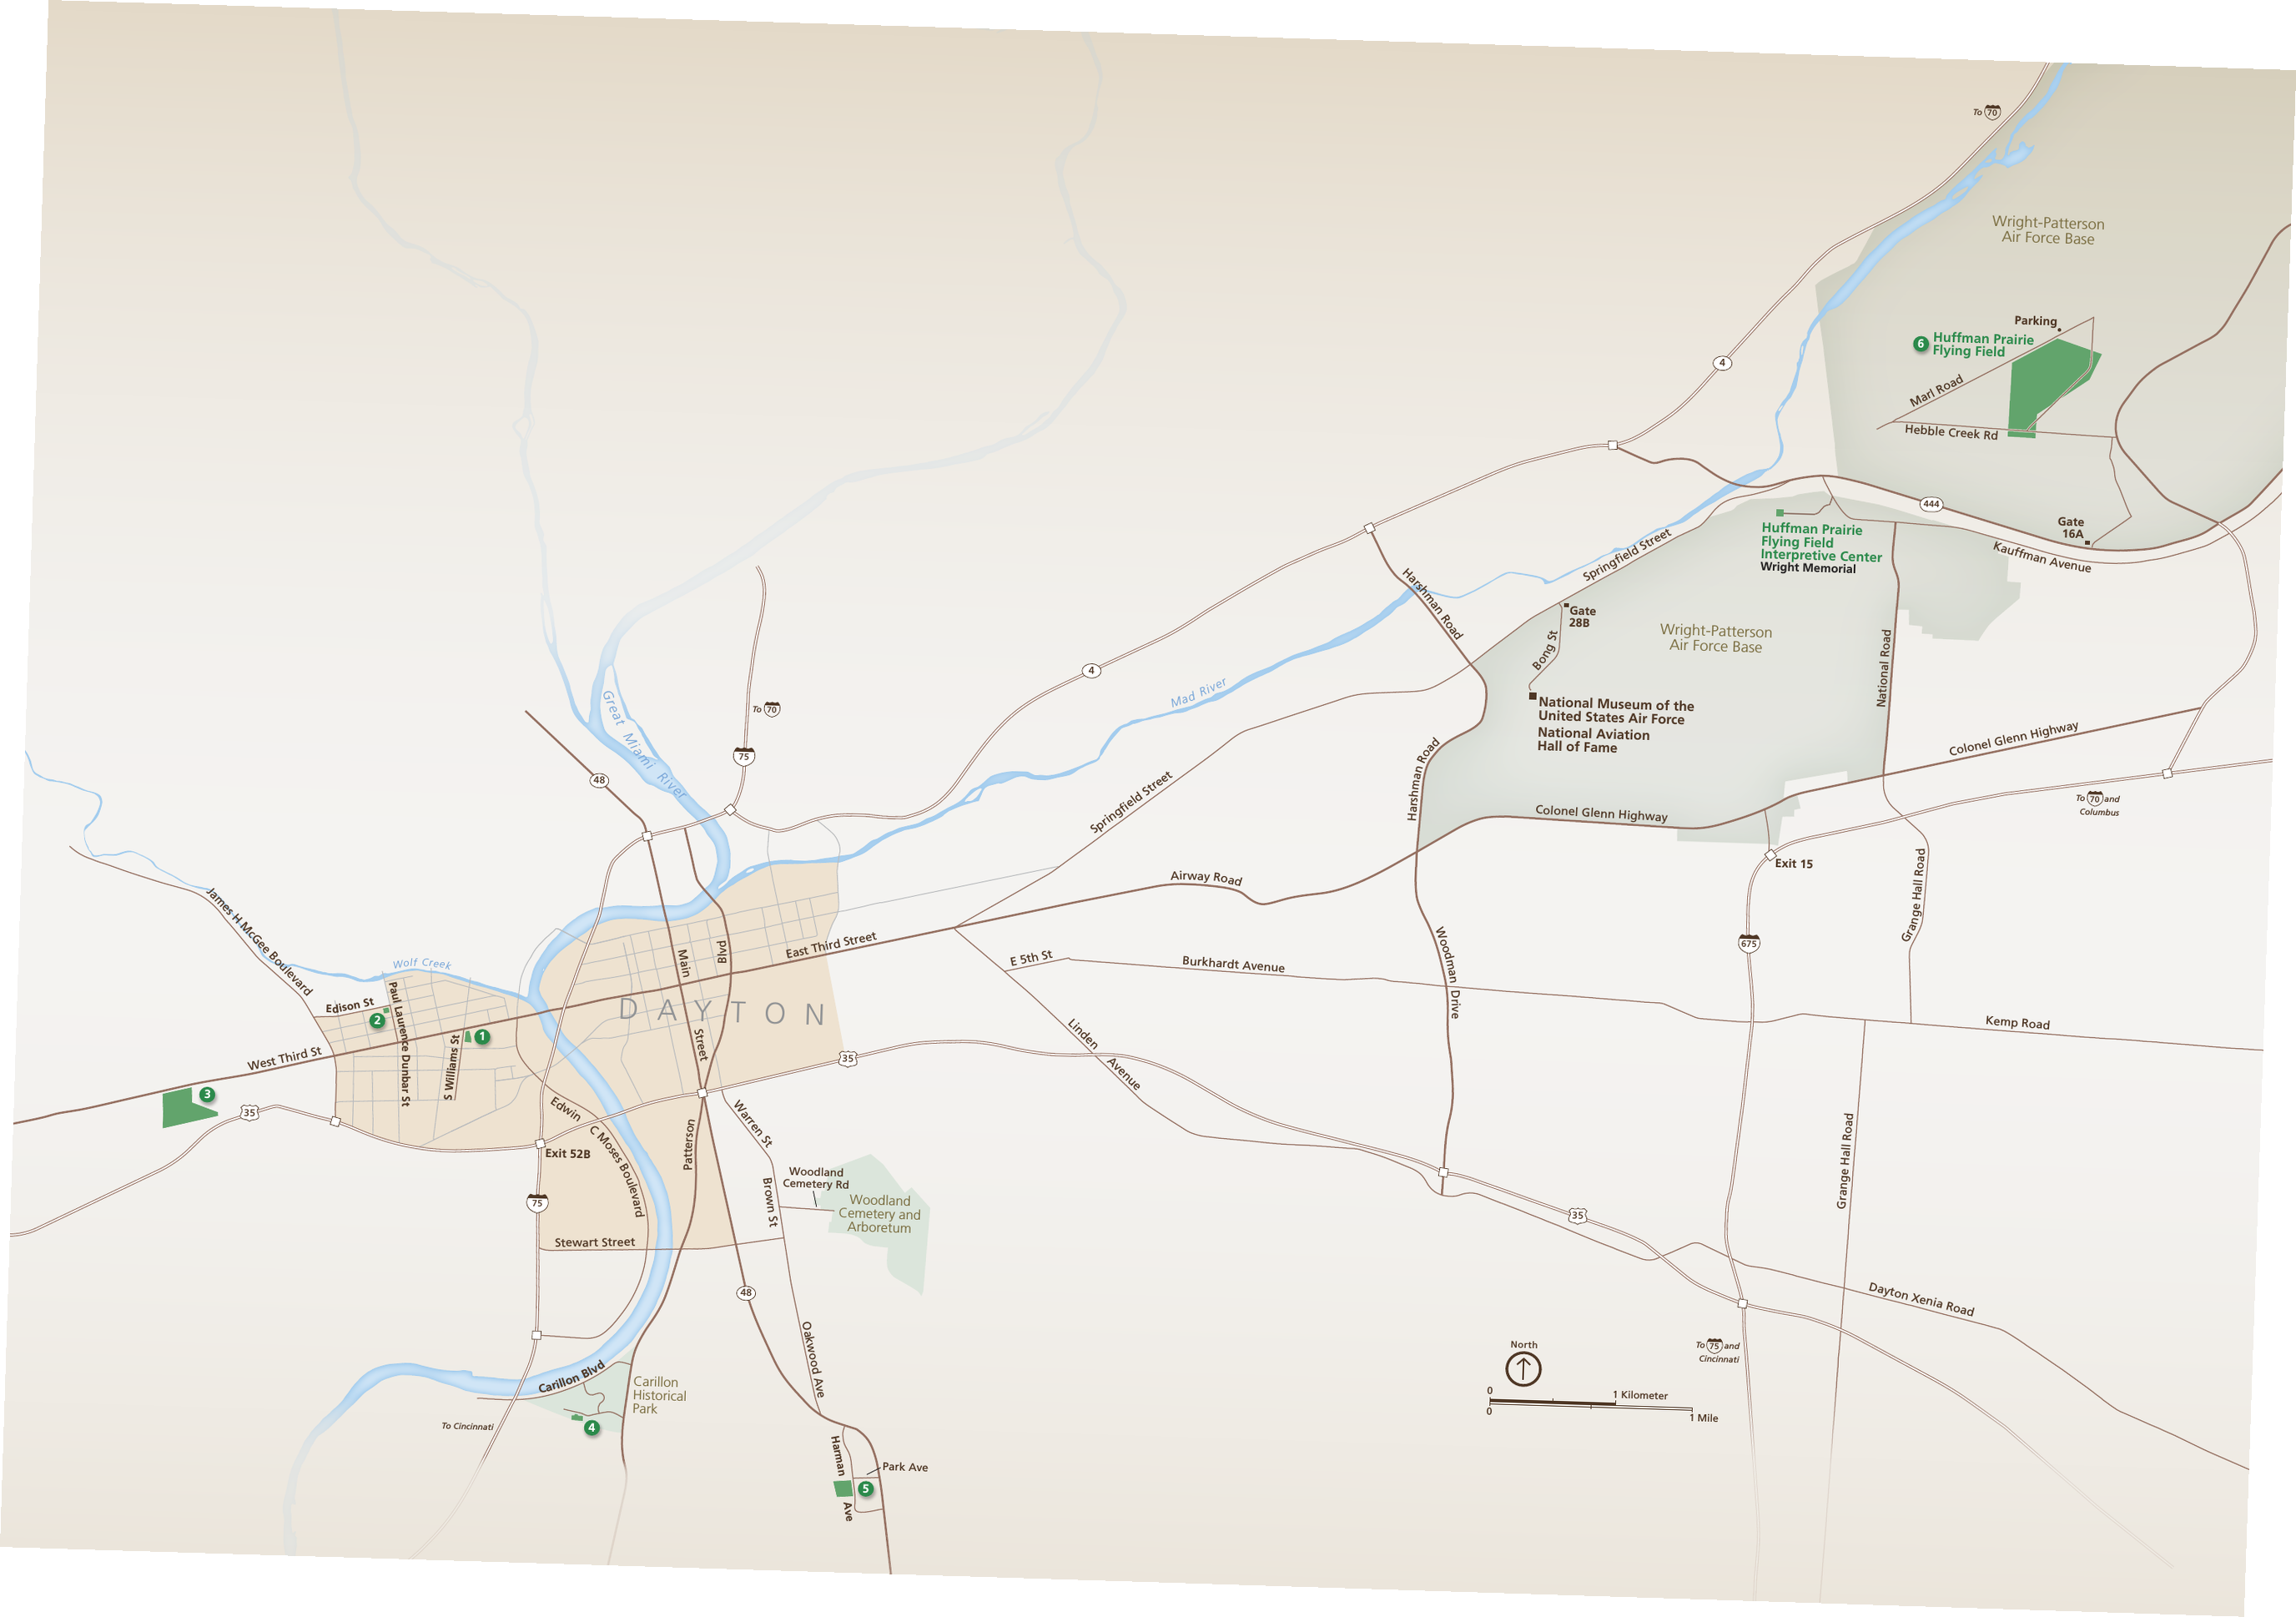 To 70
Wright-Patterson
Air Force Base
Parking
6
Huffman Prairie
Flying Field
4
Marl Road
Hebble Creek Rd
444
Gate
16A
Kauffman Avenue
Huffman Prairie
Flying Field
Interpretive Center
Wright Memorial
Springfield Street
Harshman Road
Gate
28B
Bong St
Wright-Patterson
Air Force Base
National Road
4
Mad River
National Museum of the
United States Air Force
National Aviation
Hall of Fame
Great Miami River
To 70
75
48
Harshman Road
Colonel Glenn Highway
Springfield Street
Colonel Glenn Highway
To 70 and
Columbus
Exit 15
Airway Road
Grange Hall Road
James H McGee Boulevard
Main Street
Blvd
East Third Street
675
Woodman Drive
E 5th St
Burkhardt Avenue
Wolf Creek
Edison St
2
Paul Laurence Dunbar St
1
DAYTON
Kemp Road
S Williams St
West Third St
Linden Avenue
35
3
35
Edwin C Moses Boulevard
Exit 52B
Patterson
Warren St
Grange Hall Road
Woodland
Cemetery Rd
Brown St
Woodland
Cemetery and
Arboretum
75
35
Stewart Street
48
Dayton Xenia Road
Oakwood Ave
North
To 75 and
Cincinnati
Carillon Blvd
Carillon
Historical
Park
0
1 Kilometer
0
1 Mile
To Cincinnati
4
Harman Ave
Park Ave
5